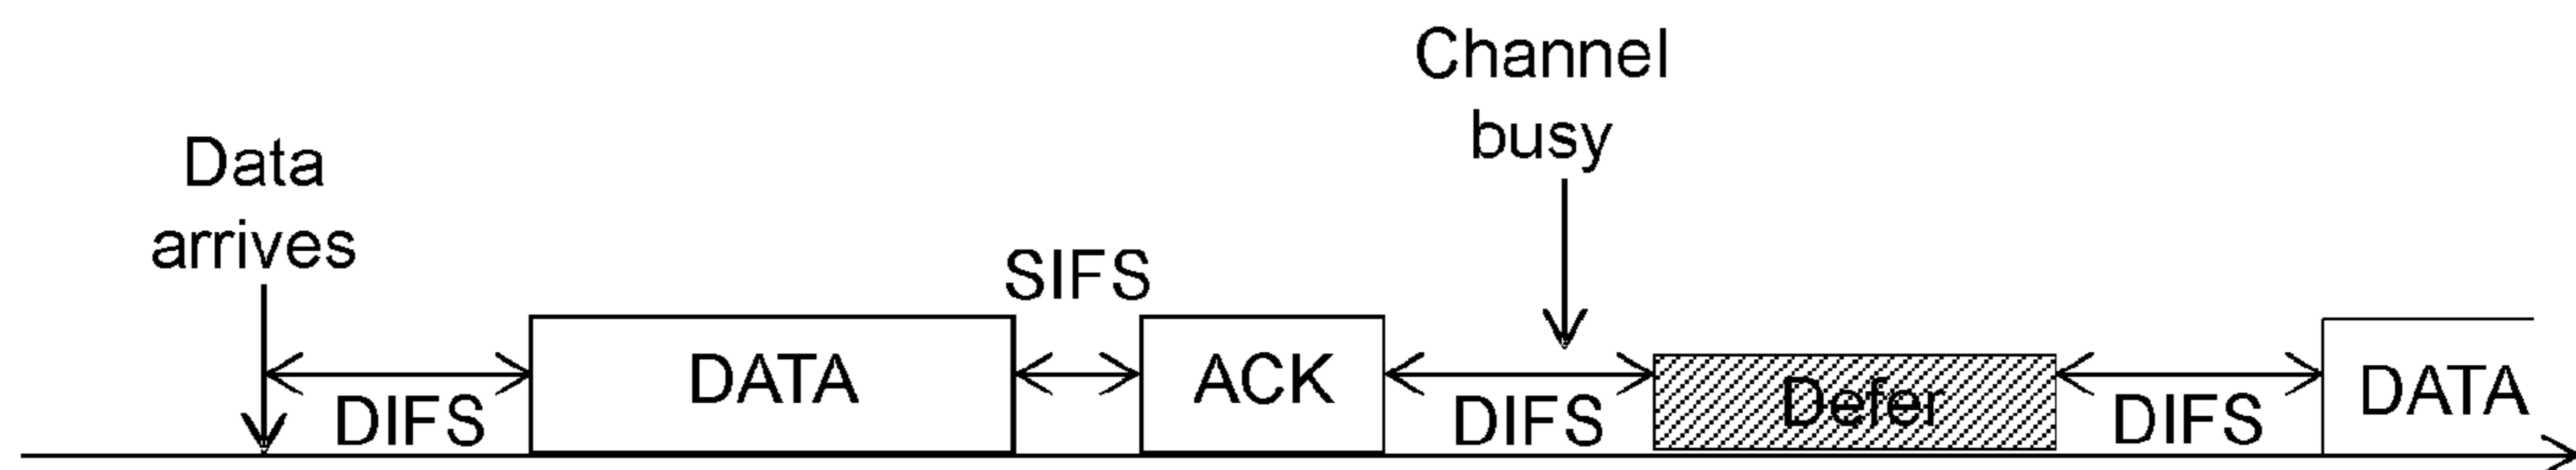 Data
arrives
DIFS
DATA
SIFS
ACK
Channel
busy
DIFS
Defer
DIFS
DATA